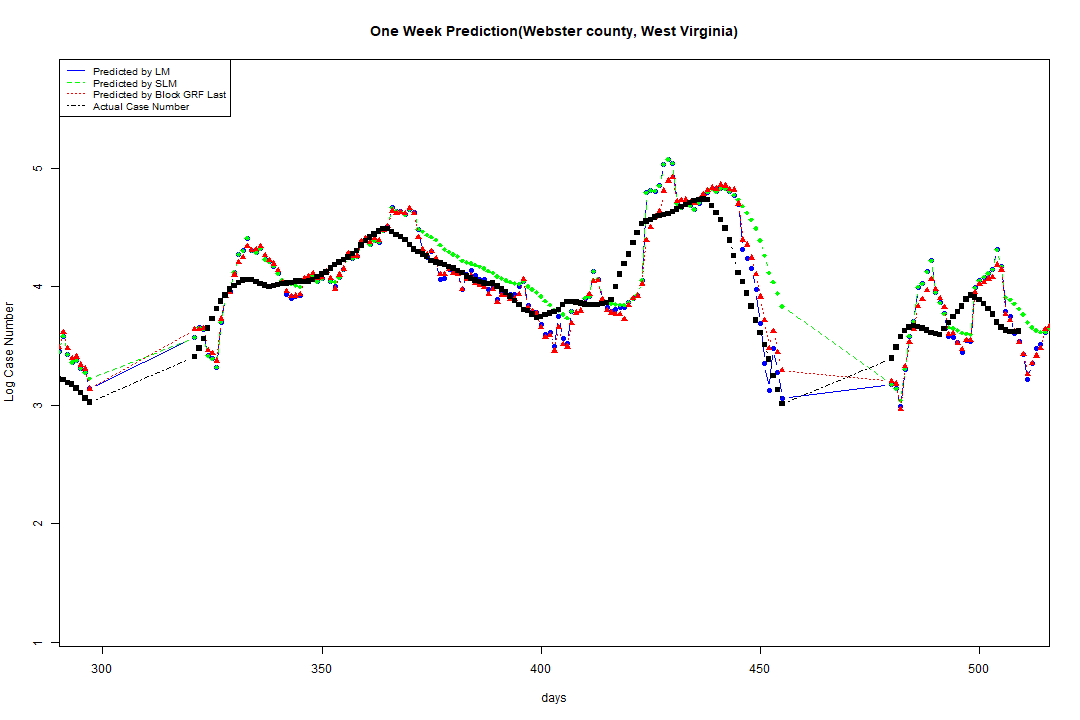 One Week Prediction(Webster county, West Virginia)
Predicted by LM
Predicted by SLM
Predicted by Block GRF Last
Actual Case Number
5
4
3
2
1
Log Case Number
300 350 400 450 500
days